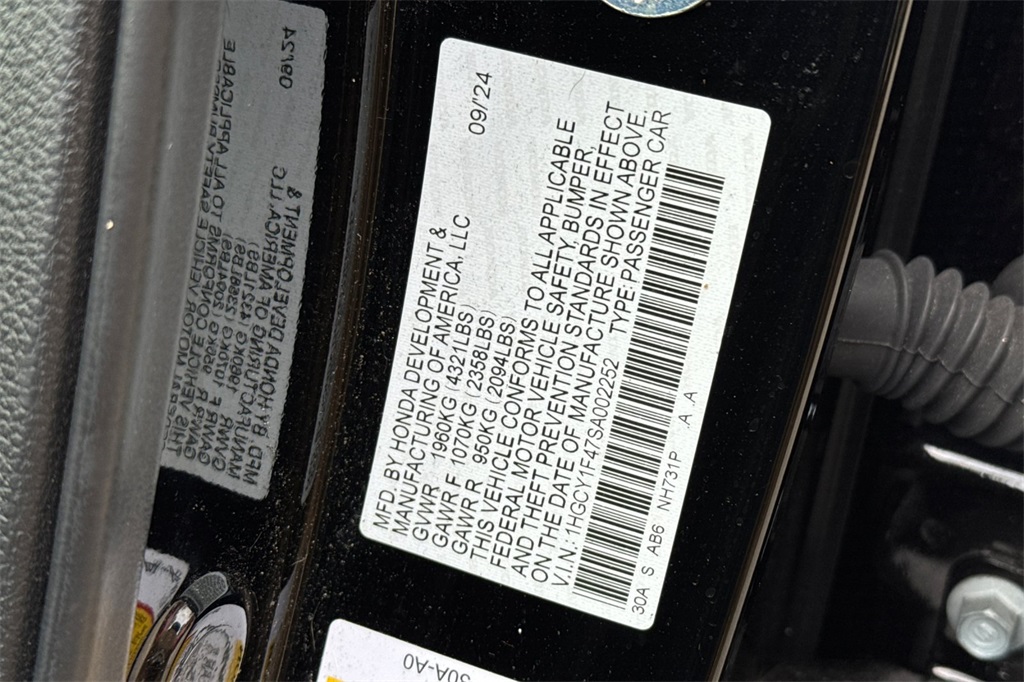 MFD. BY HONDA DEVELOPMENT &
MANUFACTURING OF AMERICA, LLC 09/'24
GVWR 1960KG (4321LBS)
GAWR F 1070KG (2358LBS)
GAWR R 950KG (2094LBS)
THIS VEHICLE CONFORMS TO ALL APPLICABLE
FEDERAL MOTOR VEHICLE SAFETY, BUMPER,
AND THEFT PREVENTION STANDARDS IN EFFECT
ON THE DATE OF MANUFACTURE SHOWN ABOVE.
V.I.N.: 1HGCY1F47SA002252 TYPE: PASSENGER CAR
30A S AB6 NH731P .A .A
30A-A0